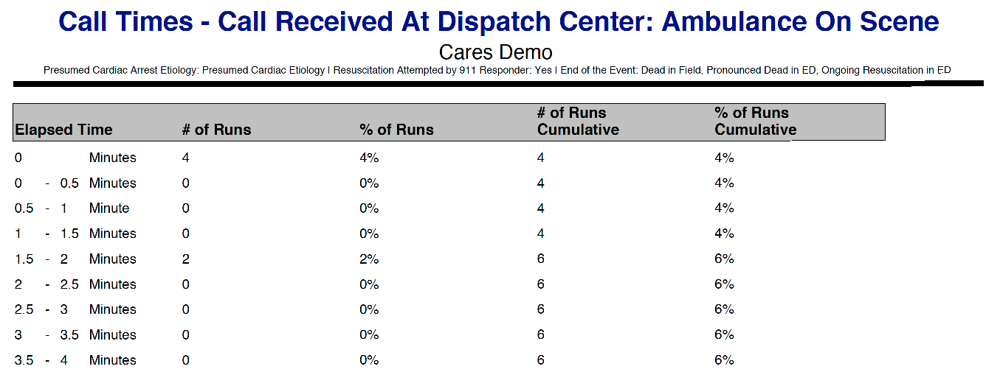 Call Times - Call Received At Dispatch Center: Ambulance On Scene
Cares Demo
Presumed Cardiac Arrest Etiology: Presumed Cardiac Etiology | Resuscitation Attempted by 911 Responder: Yes | End of the Event: Dead in Field, Pronounced Dead in ED, Ongoing Resuscitation in ED
Elapsed Time # of Runs % of Runs # of Runs Cumulative % of Runs Cumulative
0 Minutes 4 4% 4 4%
0 - 0.5 Minutes 0 0% 4 4%
0.5 - 1 Minute 0 0% 4 4%
1 - 1.5 Minutes 0 0% 4 4%
1.5 - 2 Minutes 2 2% 6 6%
2 - 2.5 Minutes 0 0% 6 6%
2.5 - 3 Minutes 0 0% 6 6%
3 - 3.5 Minutes 0 0% 6 6%
3.5 - 4 Minutes 0 0% 6 6%